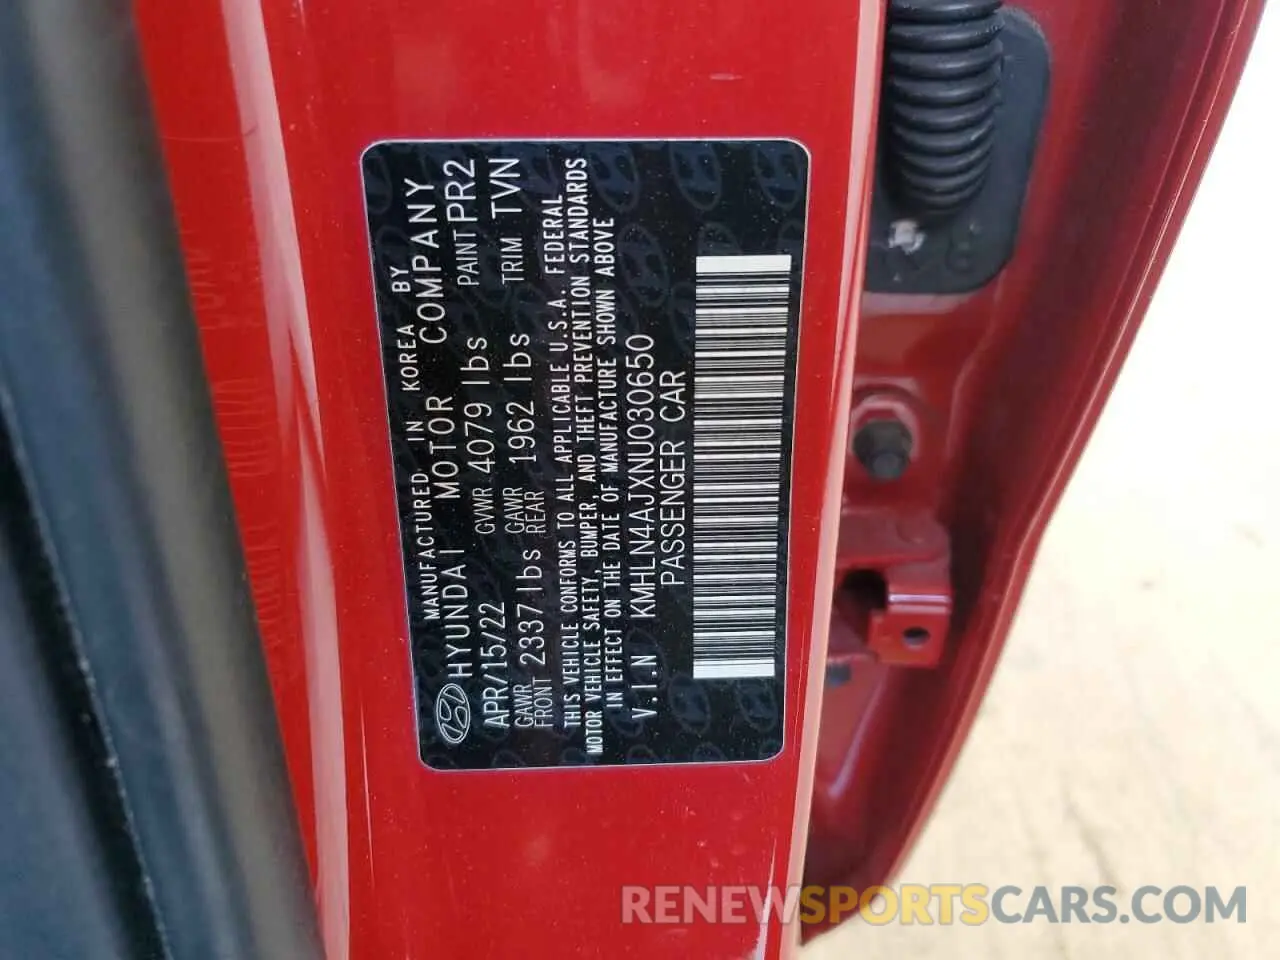 MANUFACTURED IN KOREA BY
HYUNDAI MOTOR COMPANY
APR/15/22 GVWR 4079 lbs PAINT PR2
GAWR FRONT 2337 lbs GAWR REAR 1962 lbs TRIM TVN
THIS VEHICLE CONFORMS TO ALL APPLICABLE U.S.A. FEDERAL
MOTOR VEHICLE SAFETY, BUMPER, AND THEFT PREVENTION STANDARDS
IN EFFECT ON THE DATE OF MANUFACTURE SHOWN ABOVE
V.I.N KMHLN4AJXNU030650
PASSENGER CAR
RENEWSPORTSCARS.COM